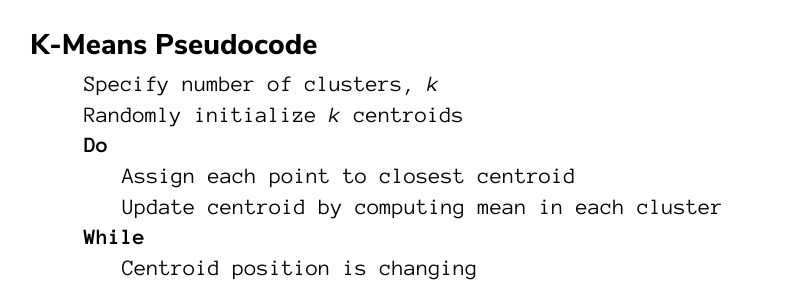 K-Means Pseudocode
Specify number of clusters, k
Randomly initialize k centroids
Do
Assign each point to closest centroid
Update centroid by computing mean in each cluster
While
Centroid position is changing